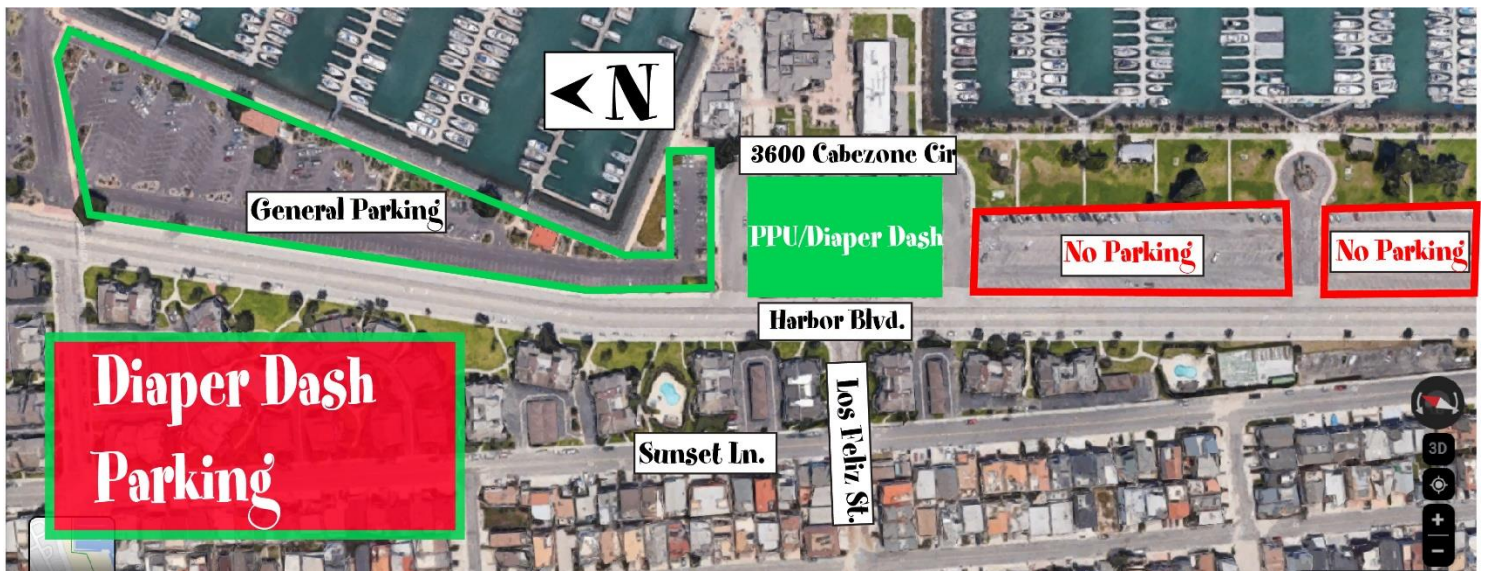 N
3600 Cabezone Cir
General Parking
PPU/Diaper Dash
No Parking
No Parking
Harbor Blvd.
Diaper Dash
Parking
Los Feliz St.
Sunset Ln.
3D
+
−